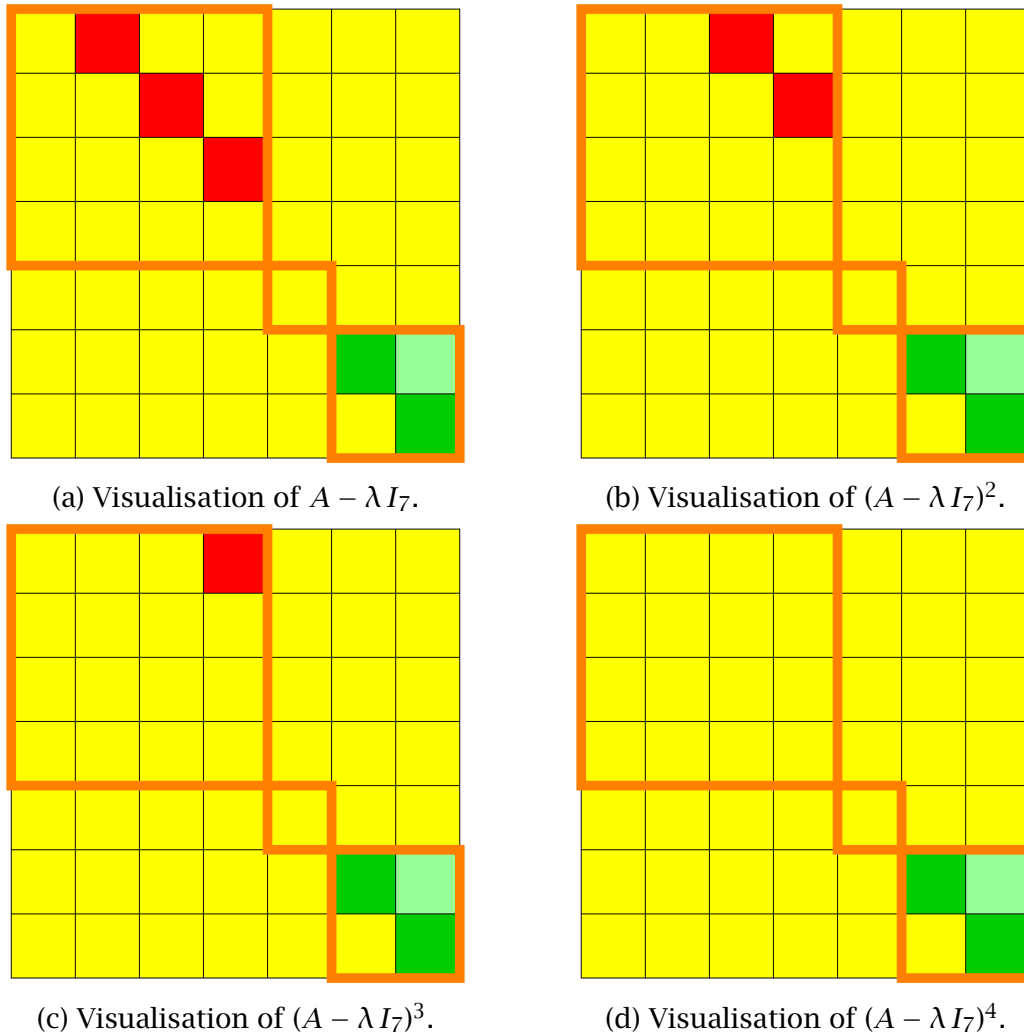 (a) Visualisation of A − λ I₇.
(b) Visualisation of (A − λ I₇)².
(c) Visualisation of (A − λ I₇)³.
(d) Visualisation of (A − λ I₇)⁴.